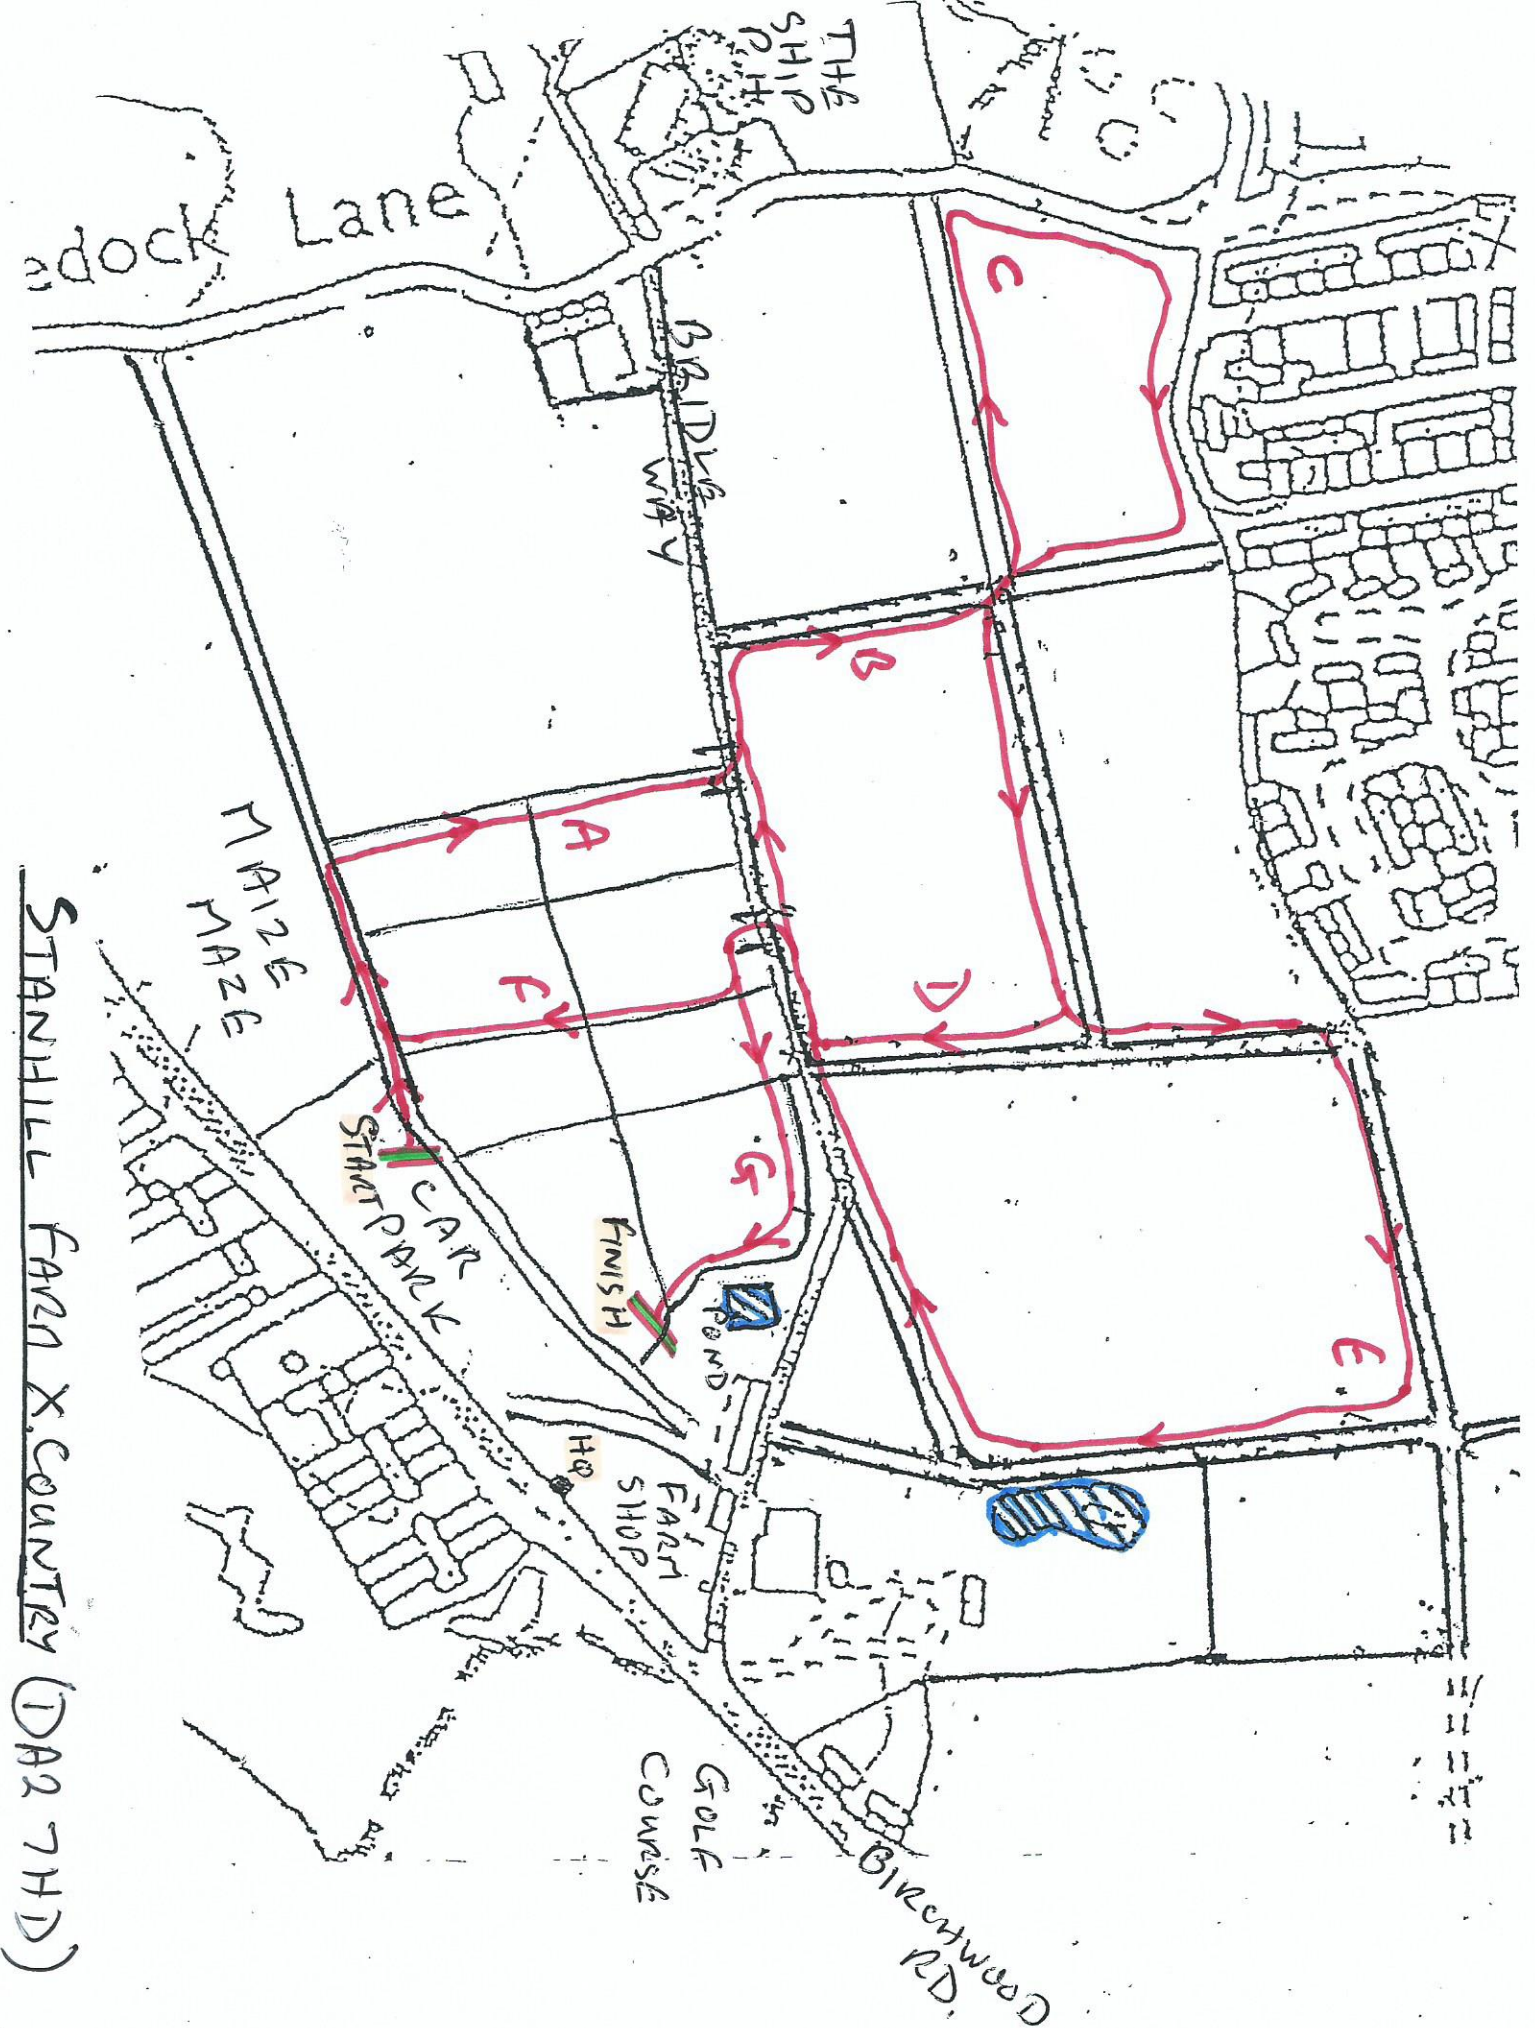 THE
SHIP
P H
dock Lane
BRIDLE
WAY
C
B
A
D
E
F
G
MAIZE
MAZE
START
CAR
PARK
FINISH
POND
HQ
FARM
SHOP
GOLF
COURSE
BIRCHWOOD
RD.
STANHILL FARM X.COUNTRY (DA2 7HD)